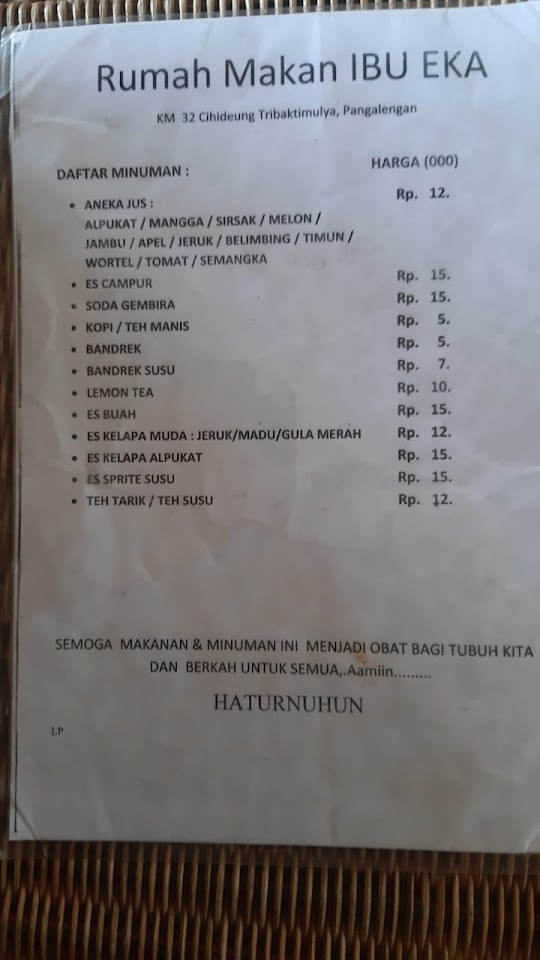 Rumah Makan IBU EKA
KM 32 Cihideung Tribaktimulya, Pangalengan
DAFTAR MINUMAN : HARGA (000)
• ANEKA JUS : Rp. 12.
ALPUKAT / MANGGA / SIRSAK / MELON /
JAMBU / APEL / JERUK / BELIMBING / TIMUN /
WORTEL / TOMAT / SEMANGKA
• ES CAMPUR Rp. 15.
• SODA GEMBIRA Rp. 15.
• KOPI / TEH MANIS Rp. 5.
• BANDREK Rp. 5.
• BANDREK SUSU Rp. 7.
• LEMON TEA Rp. 10.
• ES BUAH Rp. 15.
• ES KELAPA MUDA : JERUK/MADU/GULA MERAH Rp. 12.
• ES KELAPA ALPUKAT Rp. 15.
• ES SPRITE SUSU Rp. 15.
• TEH TARIK / TEH SUSU Rp. 12.
SEMOGA MAKANAN & MINUMAN INI MENJADI OBAT BAGI TUBUH KITA
DAN BERKAH UNTUK SEMUA,.Aamiin.........
HATURNUHUN
LP